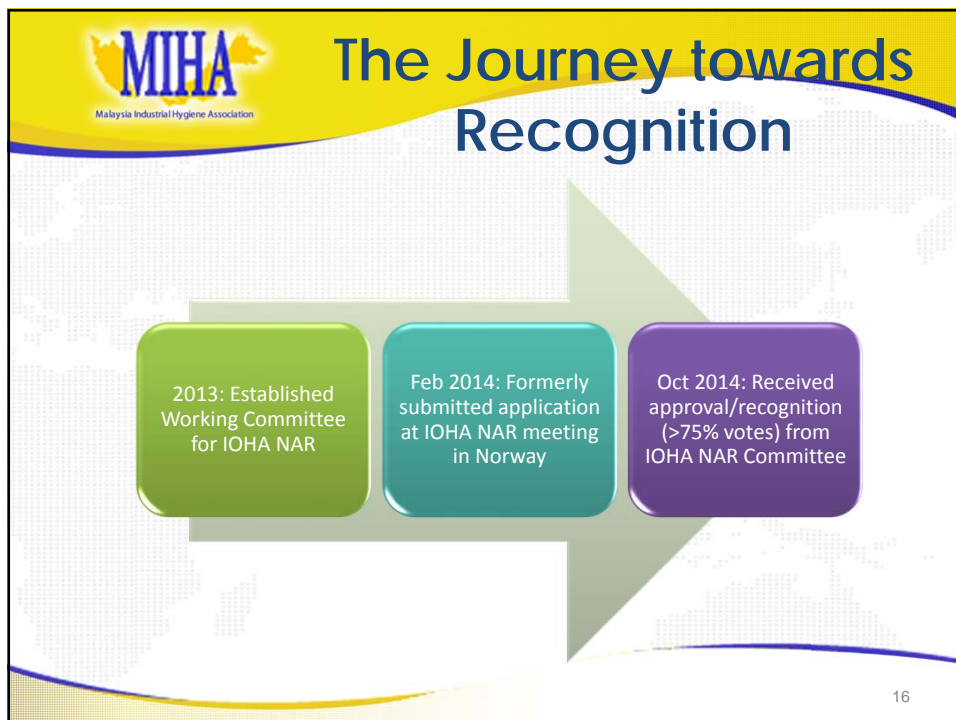 MIHA
Malaysia Industrial Hygiene Association
The Journey towards
Recognition
2013: Established
Working Committee
for IOHA NAR
Feb 2014: Formerly
submitted application
at IOHA NAR meeting
in Norway
Oct 2014: Received
approval/recognition
(>75% votes) from
IOHA NAR Committee
16